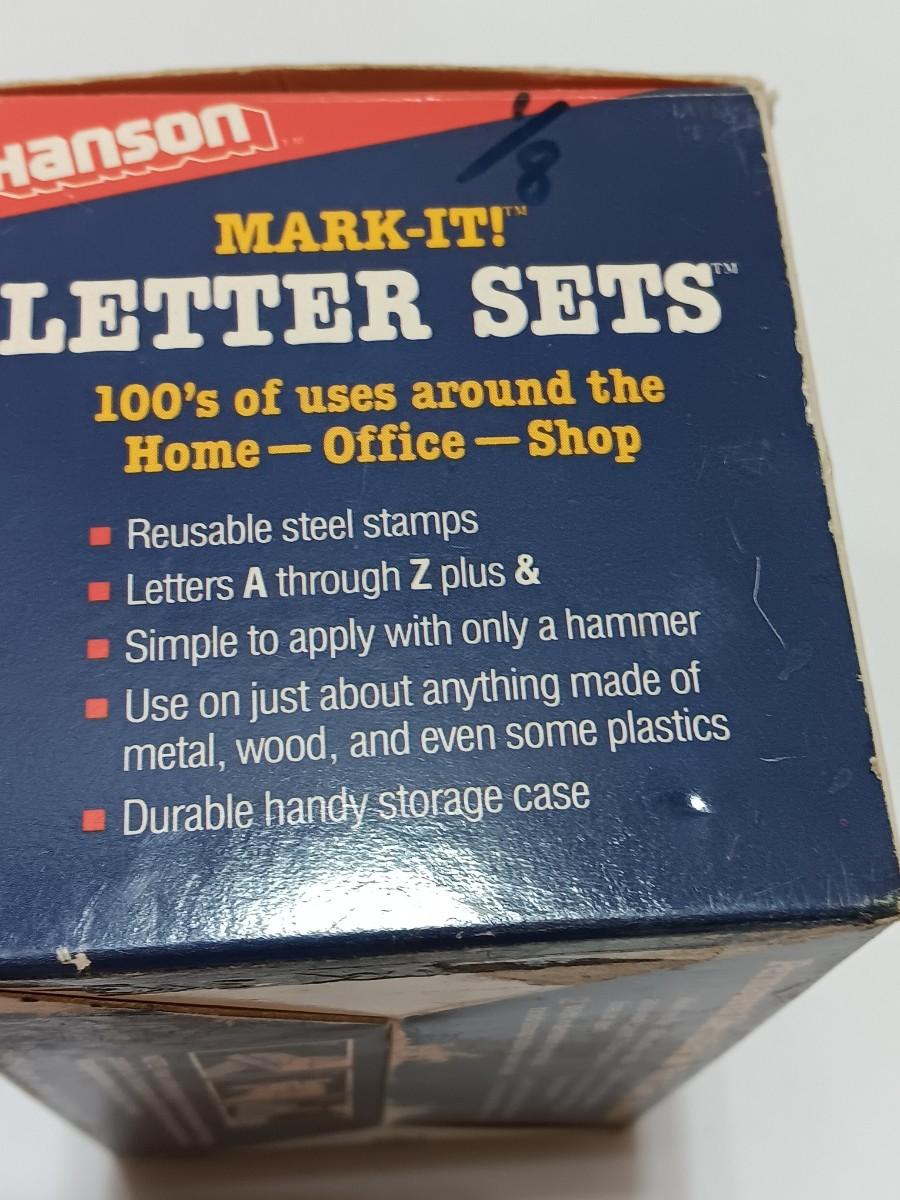 Hanson™
1/8
MARK-IT!™
LETTER SETS™
100's of uses around the
Home — Office — Shop
■ Reusable steel stamps
■ Letters A through Z plus &
■ Simple to apply with only a hammer
■ Use on just about anything made of
metal, wood, and even some plastics
■ Durable handy storage case